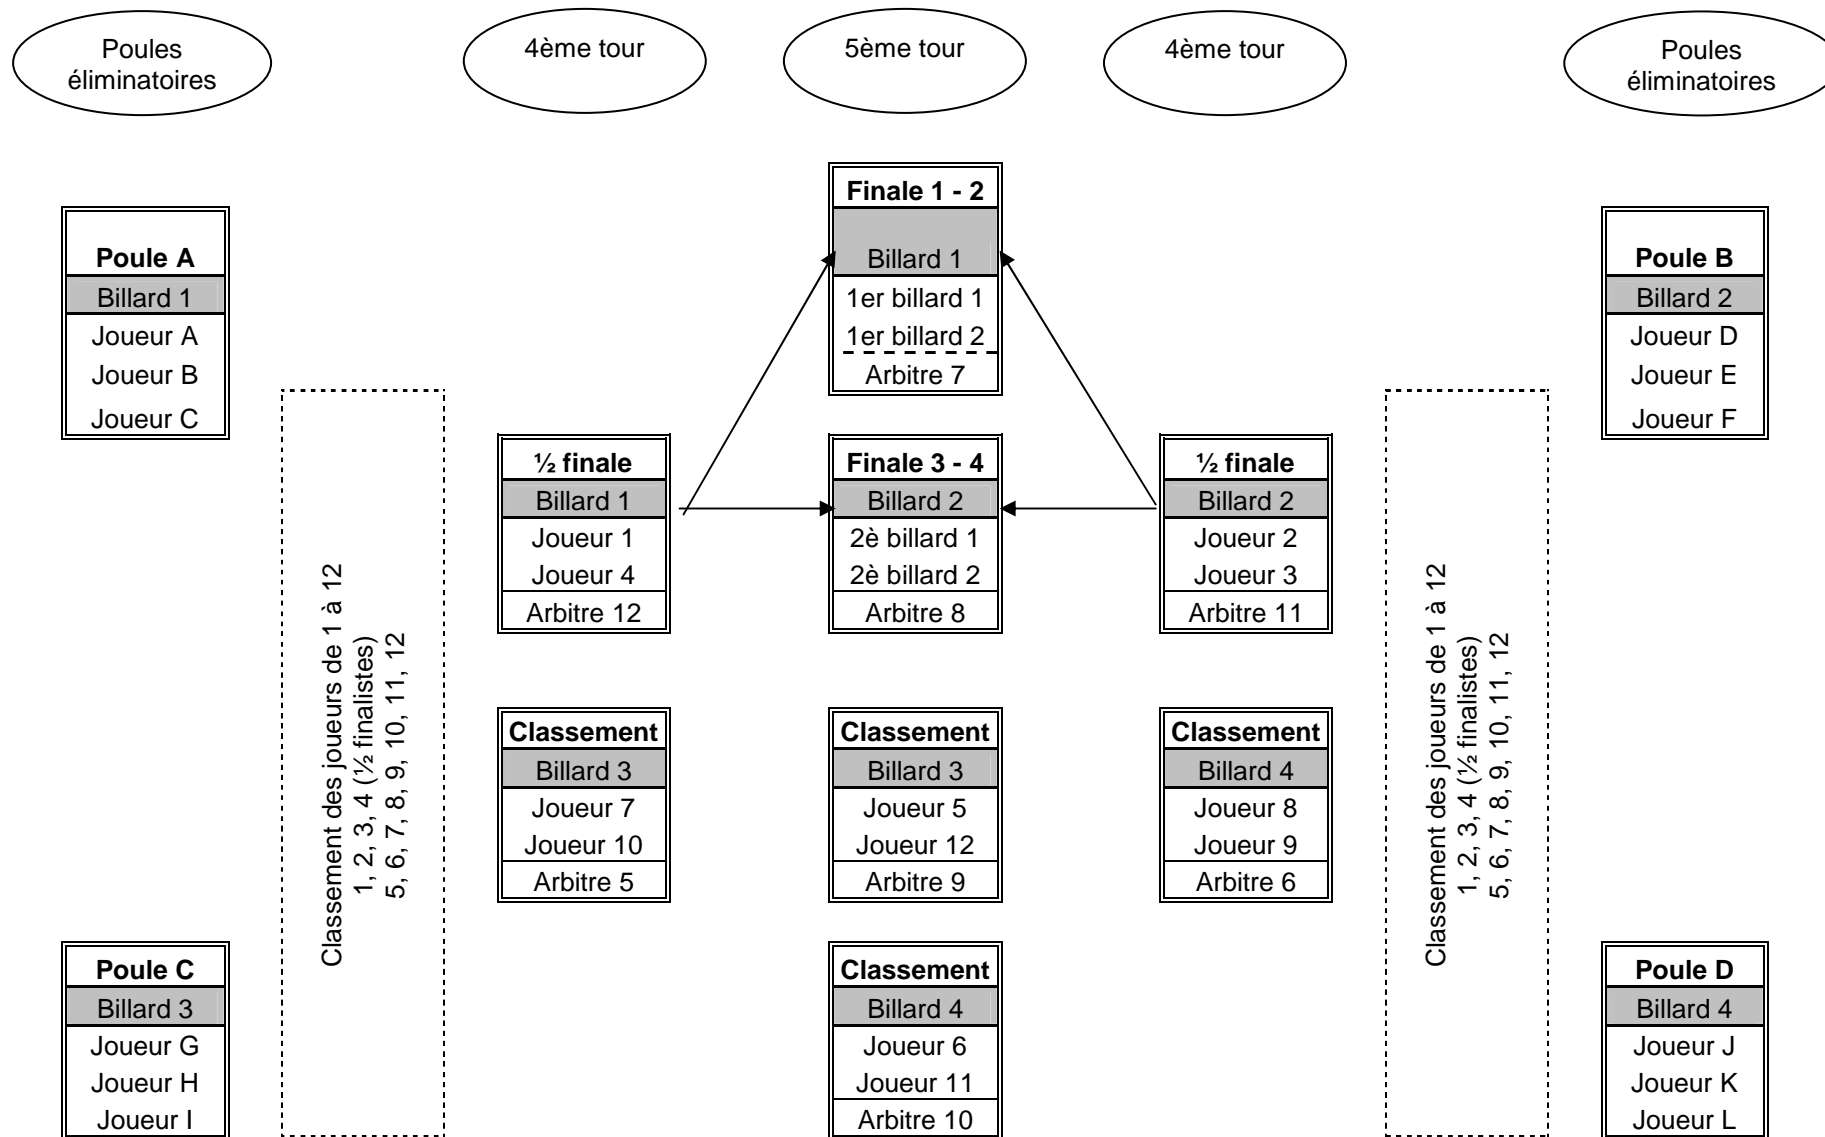 Poules
éliminatoires
4ème tour
5ème tour
4ème tour
Poules
éliminatoires
Poule A
Billard 1
Joueur A
Joueur B
Joueur C
Poule C
Billard 3
Joueur G
Joueur H
Joueur I
Classement des joueurs de 1 à 12
1, 2, 3, 4 (½ finalistes)
5, 6, 7, 8, 9, 10, 11, 12
½ finale
Billard 1
Joueur 1
Joueur 4
Arbitre 12
Classement
Billard 3
Joueur 7
Joueur 10
Arbitre 5
Finale 1 - 2
Billard 1
1er billard 1
1er billard 2
Arbitre 7
Finale 3 - 4
Billard 2
2è billard 1
2è billard 2
Arbitre 8
Classement
Billard 3
Joueur 5
Joueur 12
Arbitre 9
Classement
Billard 4
Joueur 6
Joueur 11
Arbitre 10
½ finale
Billard 2
Joueur 2
Joueur 3
Arbitre 11
Classement
Billard 4
Joueur 8
Joueur 9
Arbitre 6
Classement des joueurs de 1 à 12
1, 2, 3, 4 (½ finalistes)
5, 6, 7, 8, 9, 10, 11, 12
Poule B
Billard 2
Joueur D
Joueur E
Joueur F
Poule D
Billard 4
Joueur J
Joueur K
Joueur L